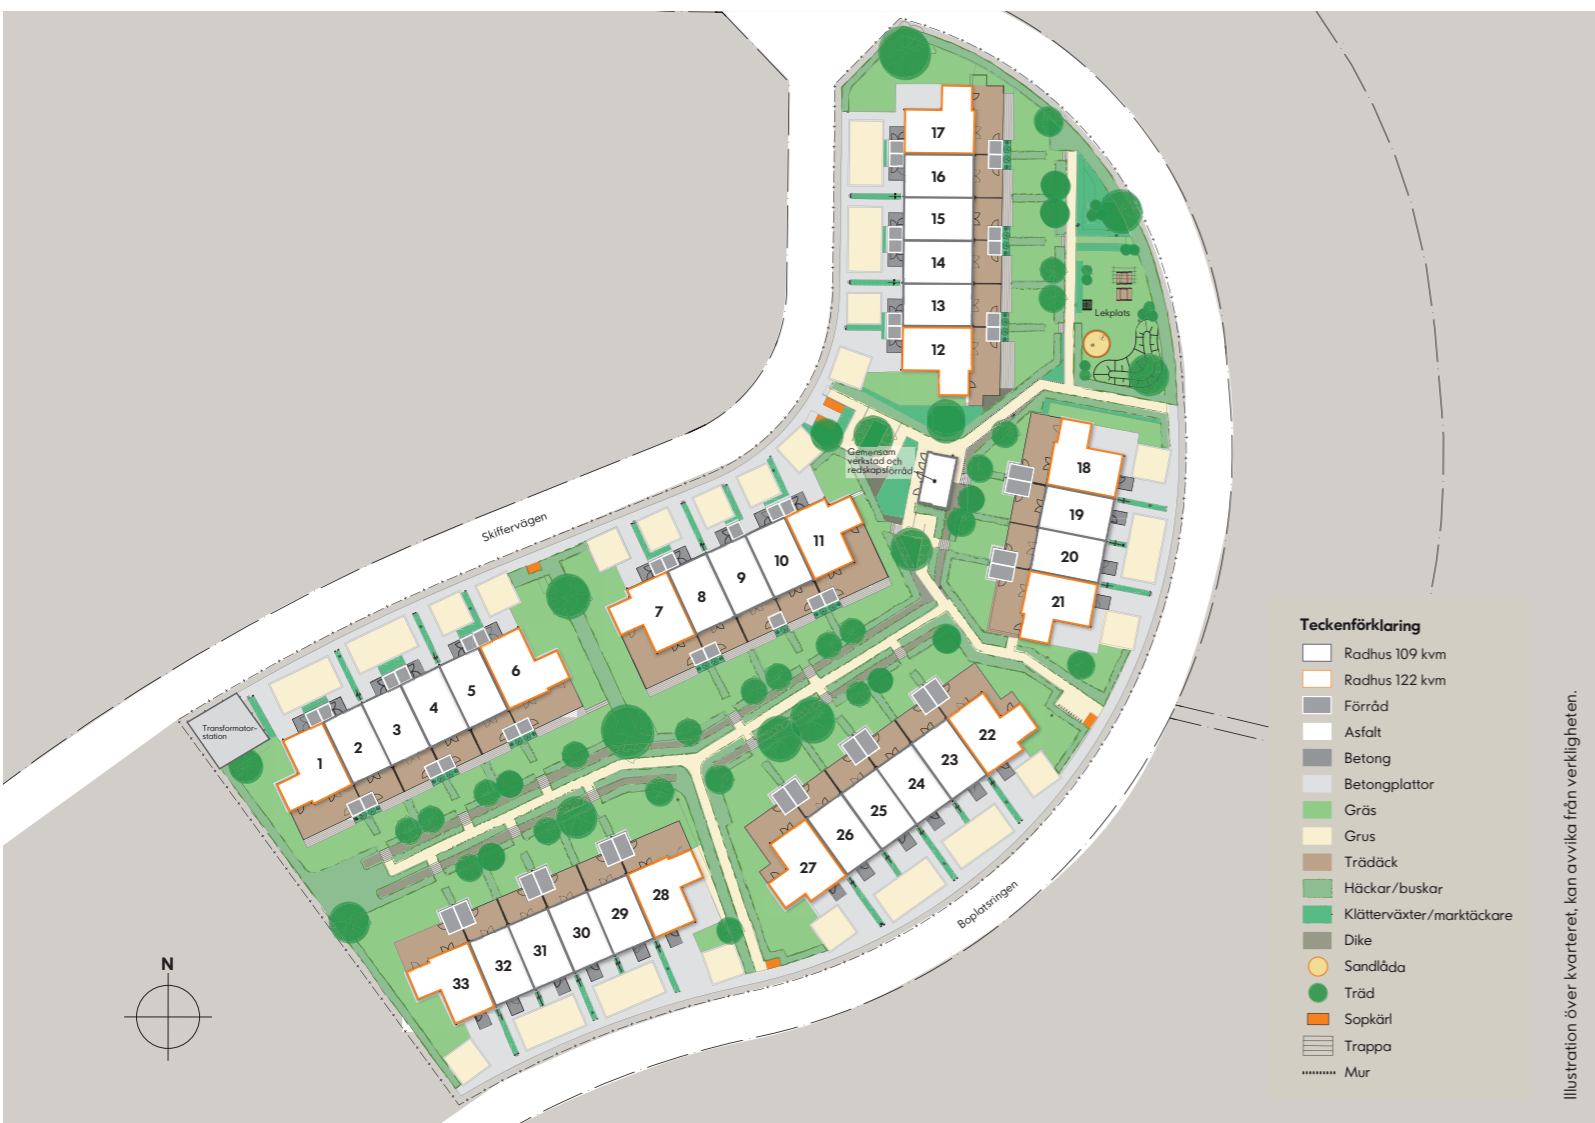 17
16
15
14
13
12
Lekplats
Gemensam
verkstad och
redskapsförråd
18
19
20
21
Skiffervägen
11
10
9
8
7
6
5
4
3
2
1
Transformator-
station
22
23
24
25
26
27
28
29
30
31
32
33
Boplatsringen
N
Teckenförklaring
Radhus 109 kvm
Radhus 122 kvm
Förråd
Asfalt
Betong
Betongplattor
Gräs
Grus
Trädäck
Häckar/buskar
Klätterväxter/marktäckare
Dike
Sandlåda
Träd
Sopkärl
Trappa
Mur
Illustration över kvarteret, kan avvika från verkligheten.